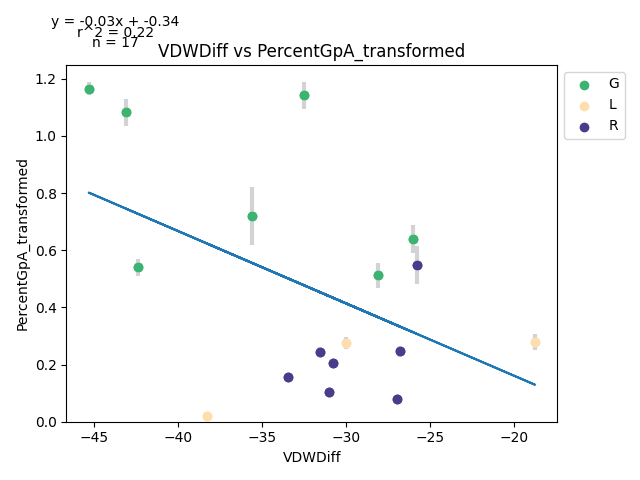 y = -0.03x + -0.34
r^2 = 0.22
n = 17
VDWDiff vs PercentGpA_transformed
G
L
R
PercentGpA_transformed
1.2
1.0
0.8
0.6
0.4
0.2
0.0
−45 −40 −35 −30 −25 −20
VDWDiff